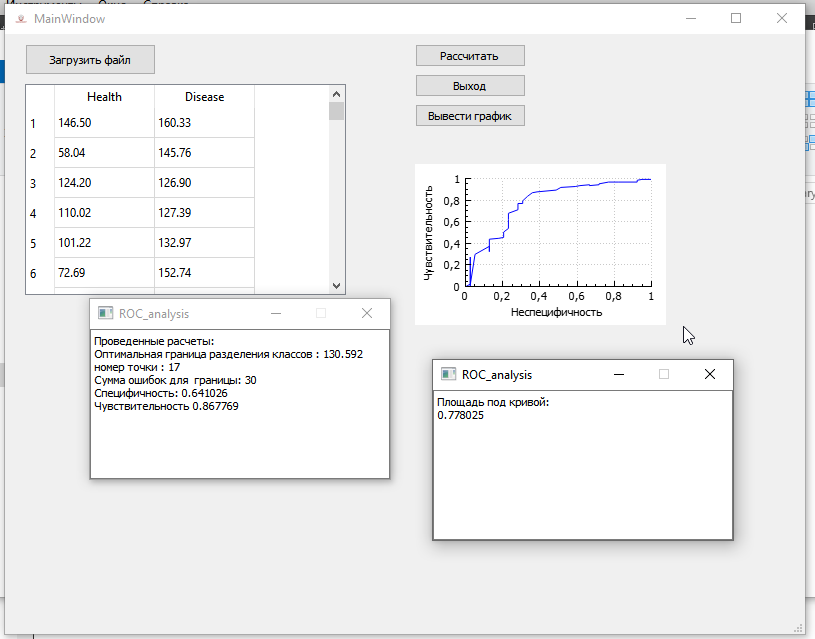 MainWindow
Загрузить файл
Рассчитать
Выход
Вывести график
Health Disease
1 146.50 160.33
2 58.04 145.76
3 124.20 126.90
4 110.02 127.39
5 101.22 132.97
6 72.69 152.74
Чувствительность
1
0,8
0,6
0,4
0,2
0
0 0,2 0,4 0,6 0,8 1
Неспецифичность
ROC_analysis
Проведенные расчеты:
Оптимальная граница разделения классов : 130.592
номер точки : 17
Сумма ошибок для границы: 30
Специфичность: 0.641026
Чувствительность 0.867769
ROC_analysis
Площадь под кривой:
0.778025